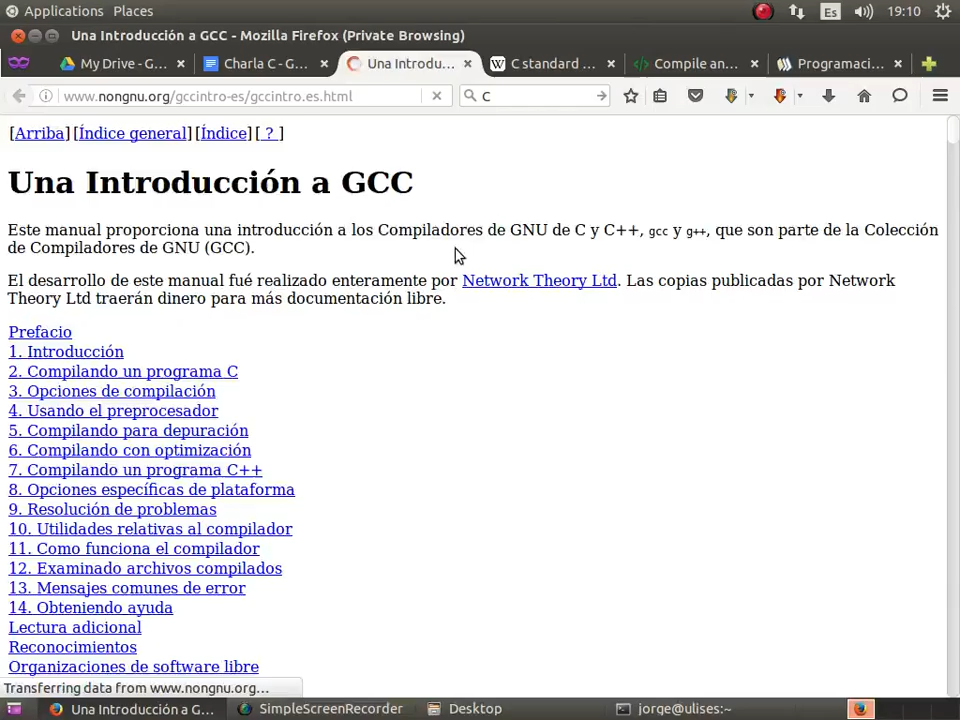 Applications Places Es 19:10
Una Introducción a GCC - Mozilla Firefox (Private Browsing)
My Drive - G... × Charla C - G... × Una Introdu... × C standard ... × Compile an... × Programaci... ×
www.nongnu.org/gccintro-es/gccintro.es.html C
[Arriba][Índice general][Índice][ ? ]
Una Introducción a GCC
Este manual proporciona una introducción a los Compiladores de GNU de C y C++, gcc y g++, que son parte de la Colección
de Compiladores de GNU (GCC).
El desarrollo de este manual fué realizado enteramente por Network Theory Ltd. Las copias publicadas por Network
Theory Ltd traerán dinero para más documentación libre.
Prefacio
1. Introducción
2. Compilando un programa C
3. Opciones de compilación
4. Usando el preprocesador
5. Compilando para depuración
6. Compilando con optimización
7. Compilando un programa C++
8. Opciones específicas de plataforma
9. Resolución de problemas
10. Utilidades relativas al compilador
11. Como funciona el compilador
12. Examinado archivos compilados
13. Mensajes comunes de error
14. Obteniendo ayuda
Lectura adicional
Reconocimientos
Organizaciones de software libre
Transferring data from www.nongnu.org...
Una Introducción a G... SimpleScreenRecorder Desktop jorge@ulises:~